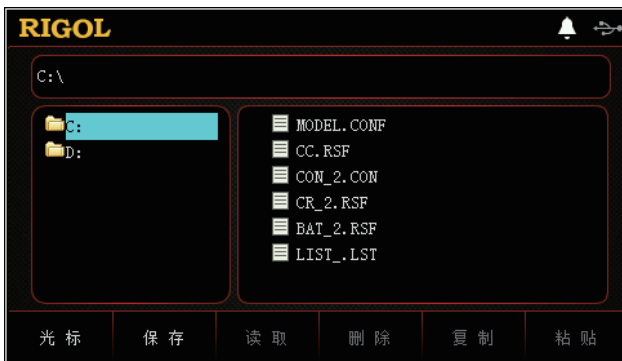 RIGOL
C:\
C:
D:
MODEL.CONF
CC.RSF
CON_2.CON
CR_2.RSF
BAT_2.RSF
LIST_.LST
光标 保存 读取 删除 复制 粘贴